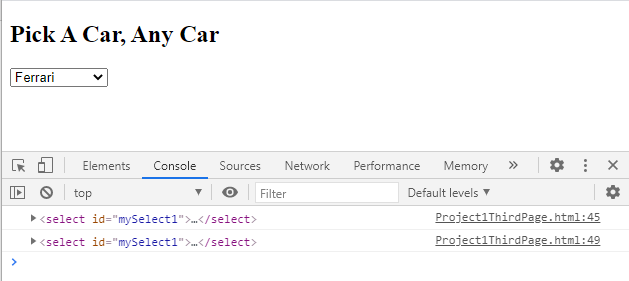 Pick A Car, Any Car
Ferrari
Elements Console Sources Network Performance Memory »
top Filter Default levels
<select id="mySelect1">…</select> Project1ThirdPage.html:45
<select id="mySelect1">…</select> Project1ThirdPage.html:49